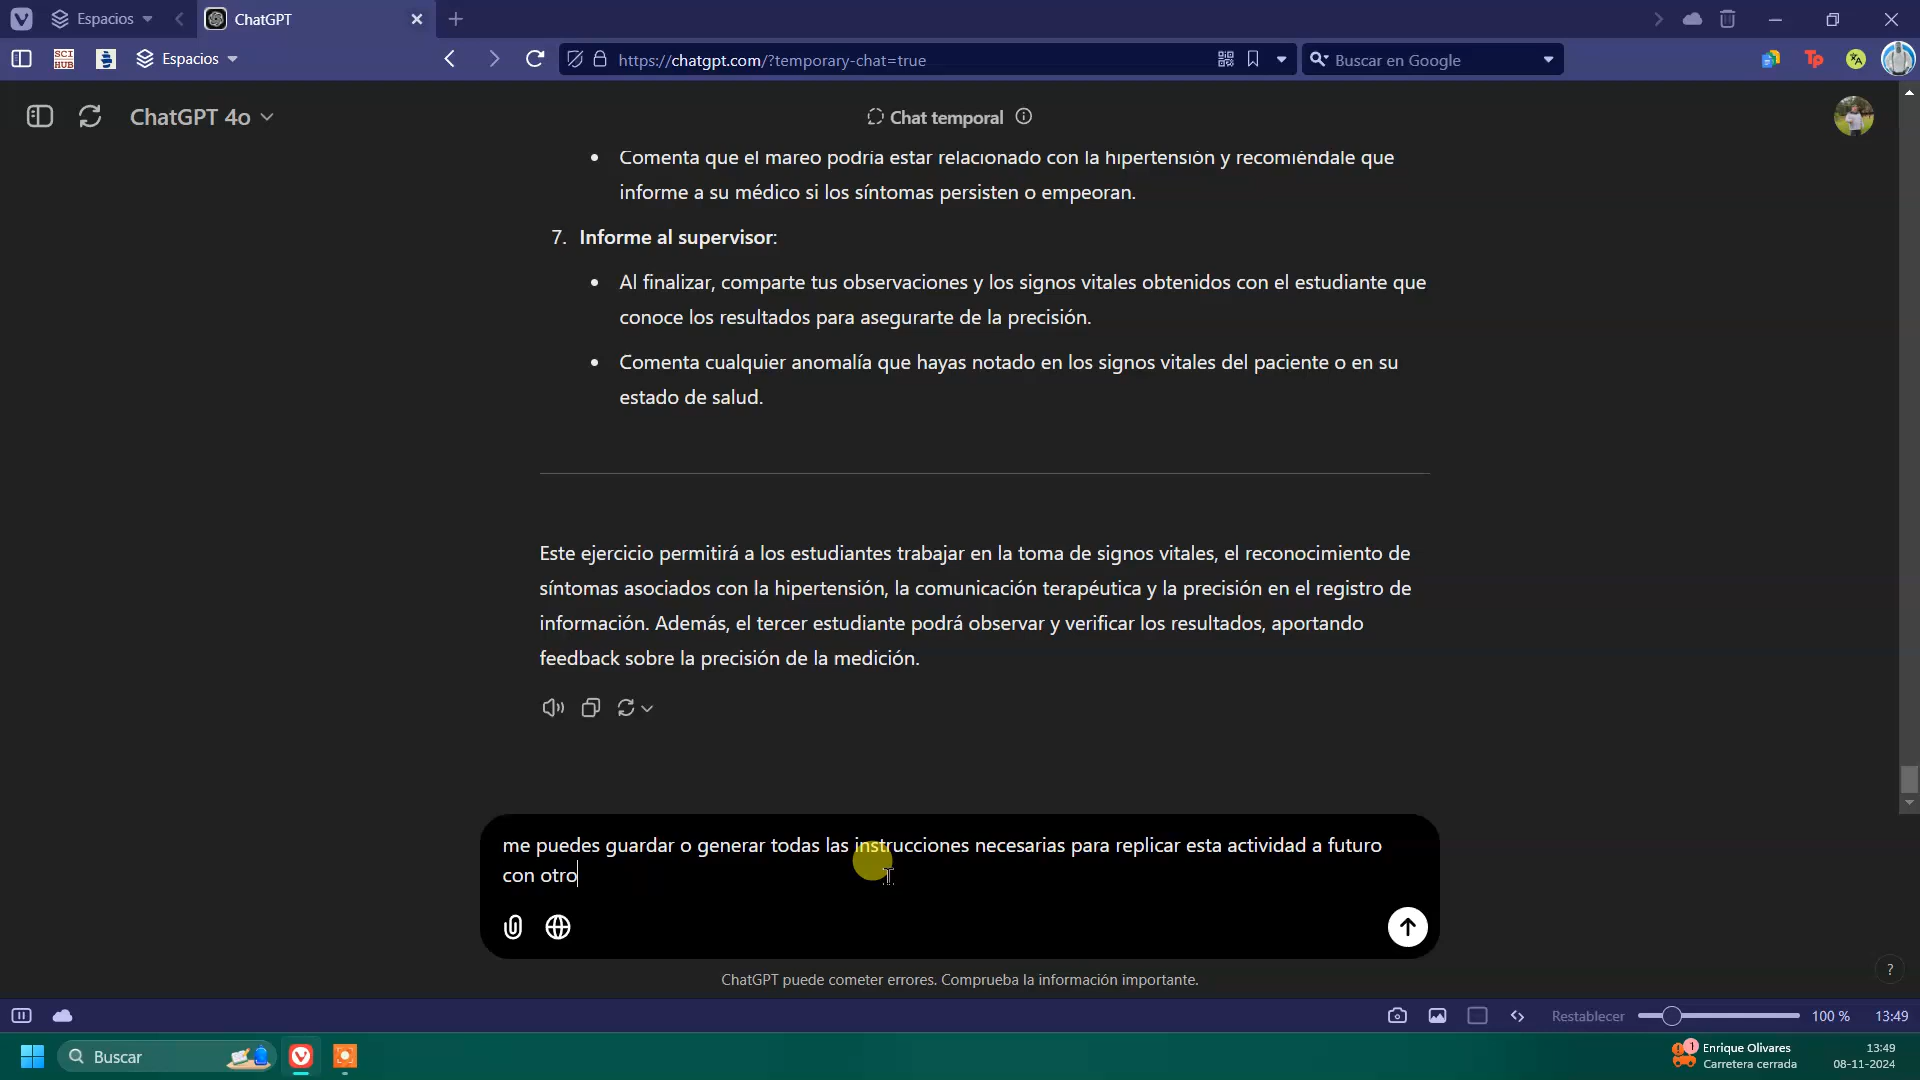 Espacios
ChatGPT
SCI
HUB
Espacios
https://chatgpt.com/?temporary-chat=true
Buscar en Google
Tp
ChatGPT 4o
Chat temporal
Comenta que el mareo podría estar relacionado con la hipertensión y recomiéndale que
informe a su médico si los síntomas persisten o empeoran.
7. Informe al supervisor:
Al finalizar, comparte tus observaciones y los signos vitales obtenidos con el estudiante que
conoce los resultados para asegurarte de la precisión.
Comenta cualquier anomalía que hayas notado en los signos vitales del paciente o en su
estado de salud.
Este ejercicio permitirá a los estudiantes trabajar en la toma de signos vitales, el reconocimiento de
síntomas asociados con la hipertensión, la comunicación terapéutica y la precisión en el registro de
información. Además, el tercer estudiante podrá observar y verificar los resultados, aportando
feedback sobre la precisión de la medición.
me puedes guardar o generar todas las instrucciones necesarias para replicar esta actividad a futuro
con otro
ChatGPT puede cometer errores. Comprueba la información importante.
?
Restablecer
100 %
13:49
Buscar
1
Enrique Olivares
Carretera cerrada
13:49
08-11-2024